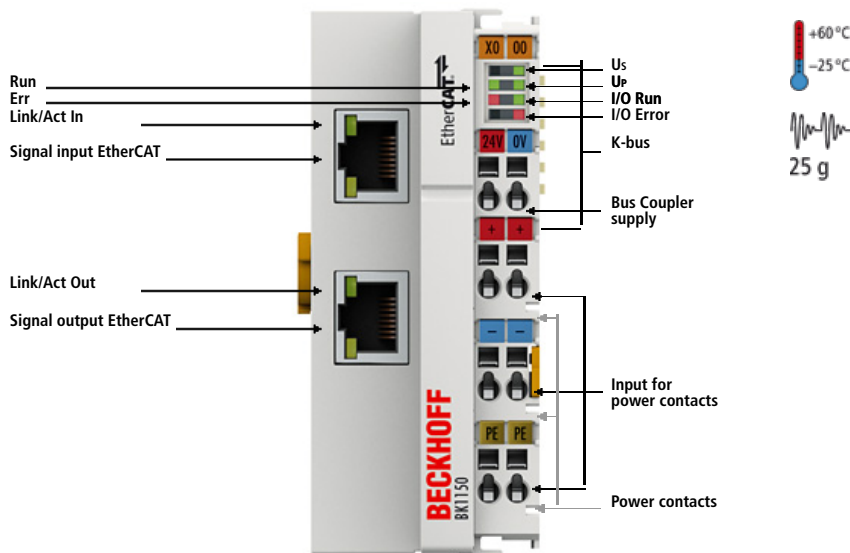 Run
Err
Link/Act In
Signal input EtherCAT
Link/Act Out
Signal output EtherCAT
EtherCAT
BECKHOFF
BK1150
X0 00
24V 0V
+ +
− −
PE PE
Us
UP
I/O Run
I/O Error
K-bus
Bus Coupler
supply
Input for
power contacts
Power contacts
+60 °C
−25 °C
25 g